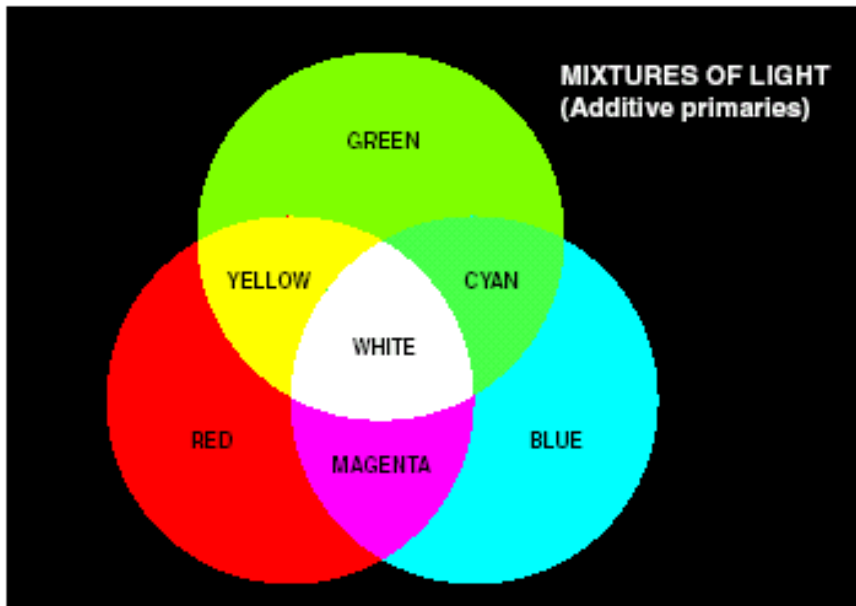 MIXTURES OF LIGHT
(Additive primaries)
GREEN
YELLOW
CYAN
WHITE
RED
BLUE
MAGENTA